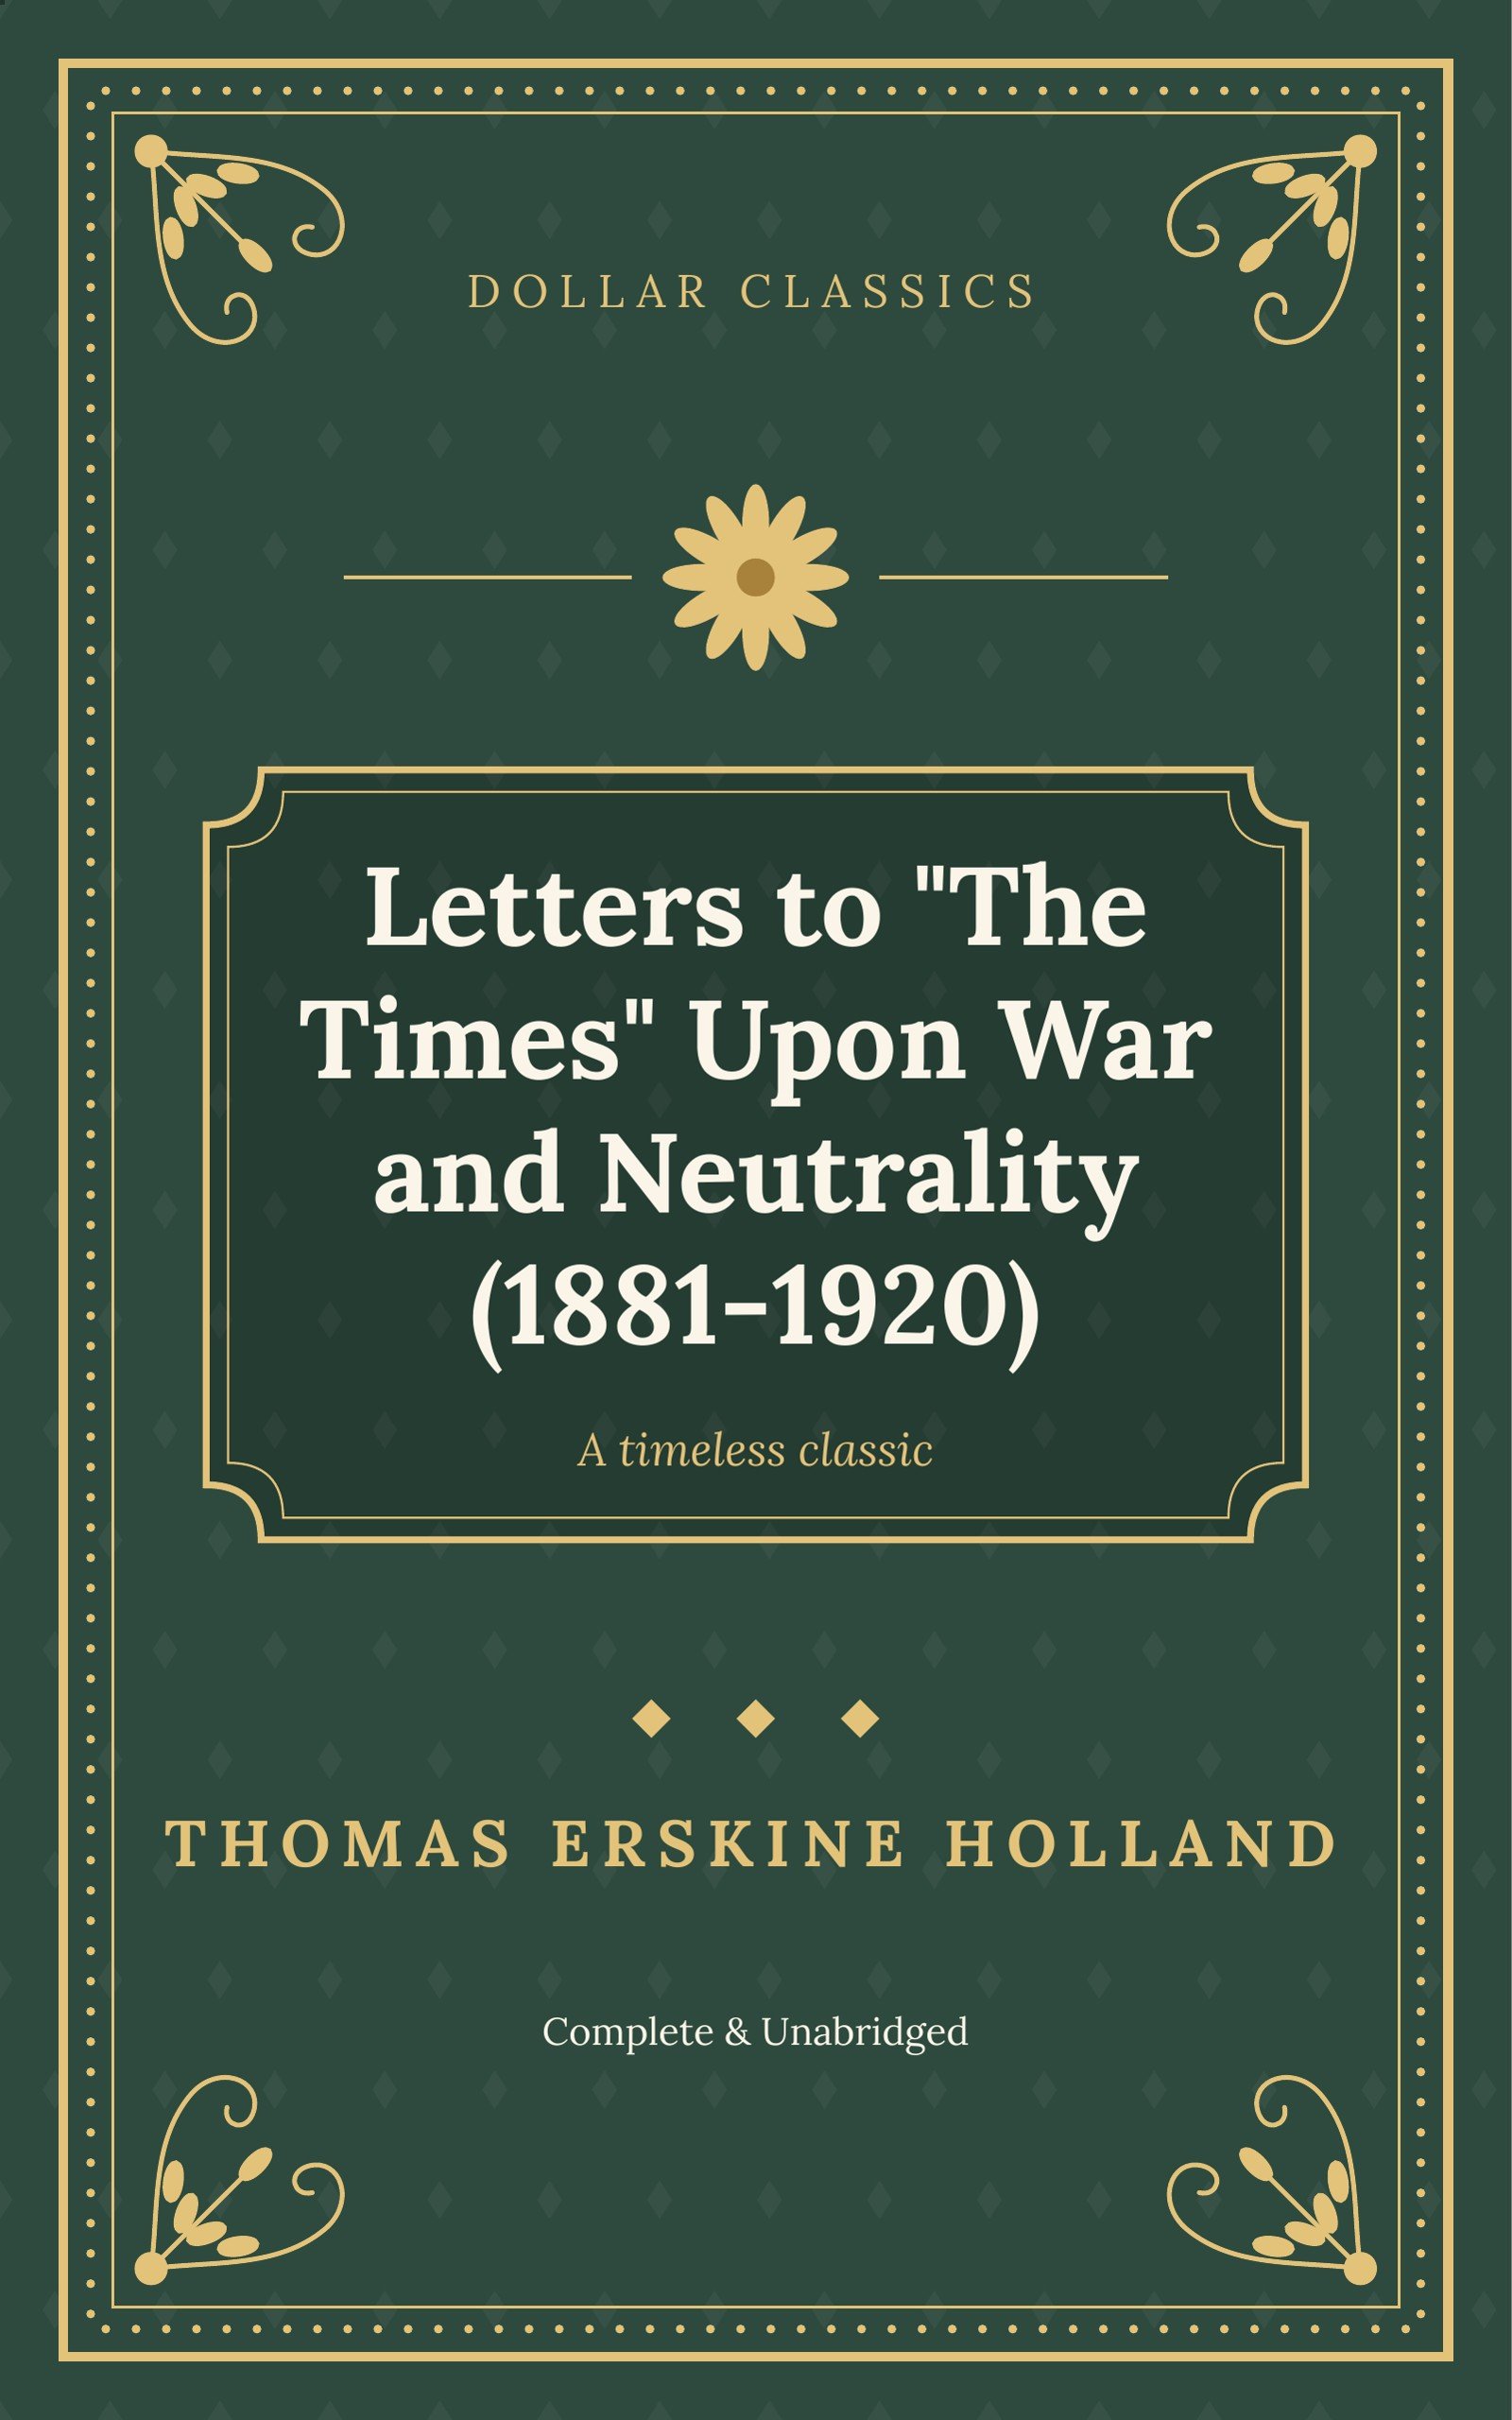 DOLLAR CLASSICS
Letters to "The
Times" Upon War
and Neutrality
(1881–1920)
A timeless classic
THOMAS ERSKINE HOLLAND
Complete & Unabridged